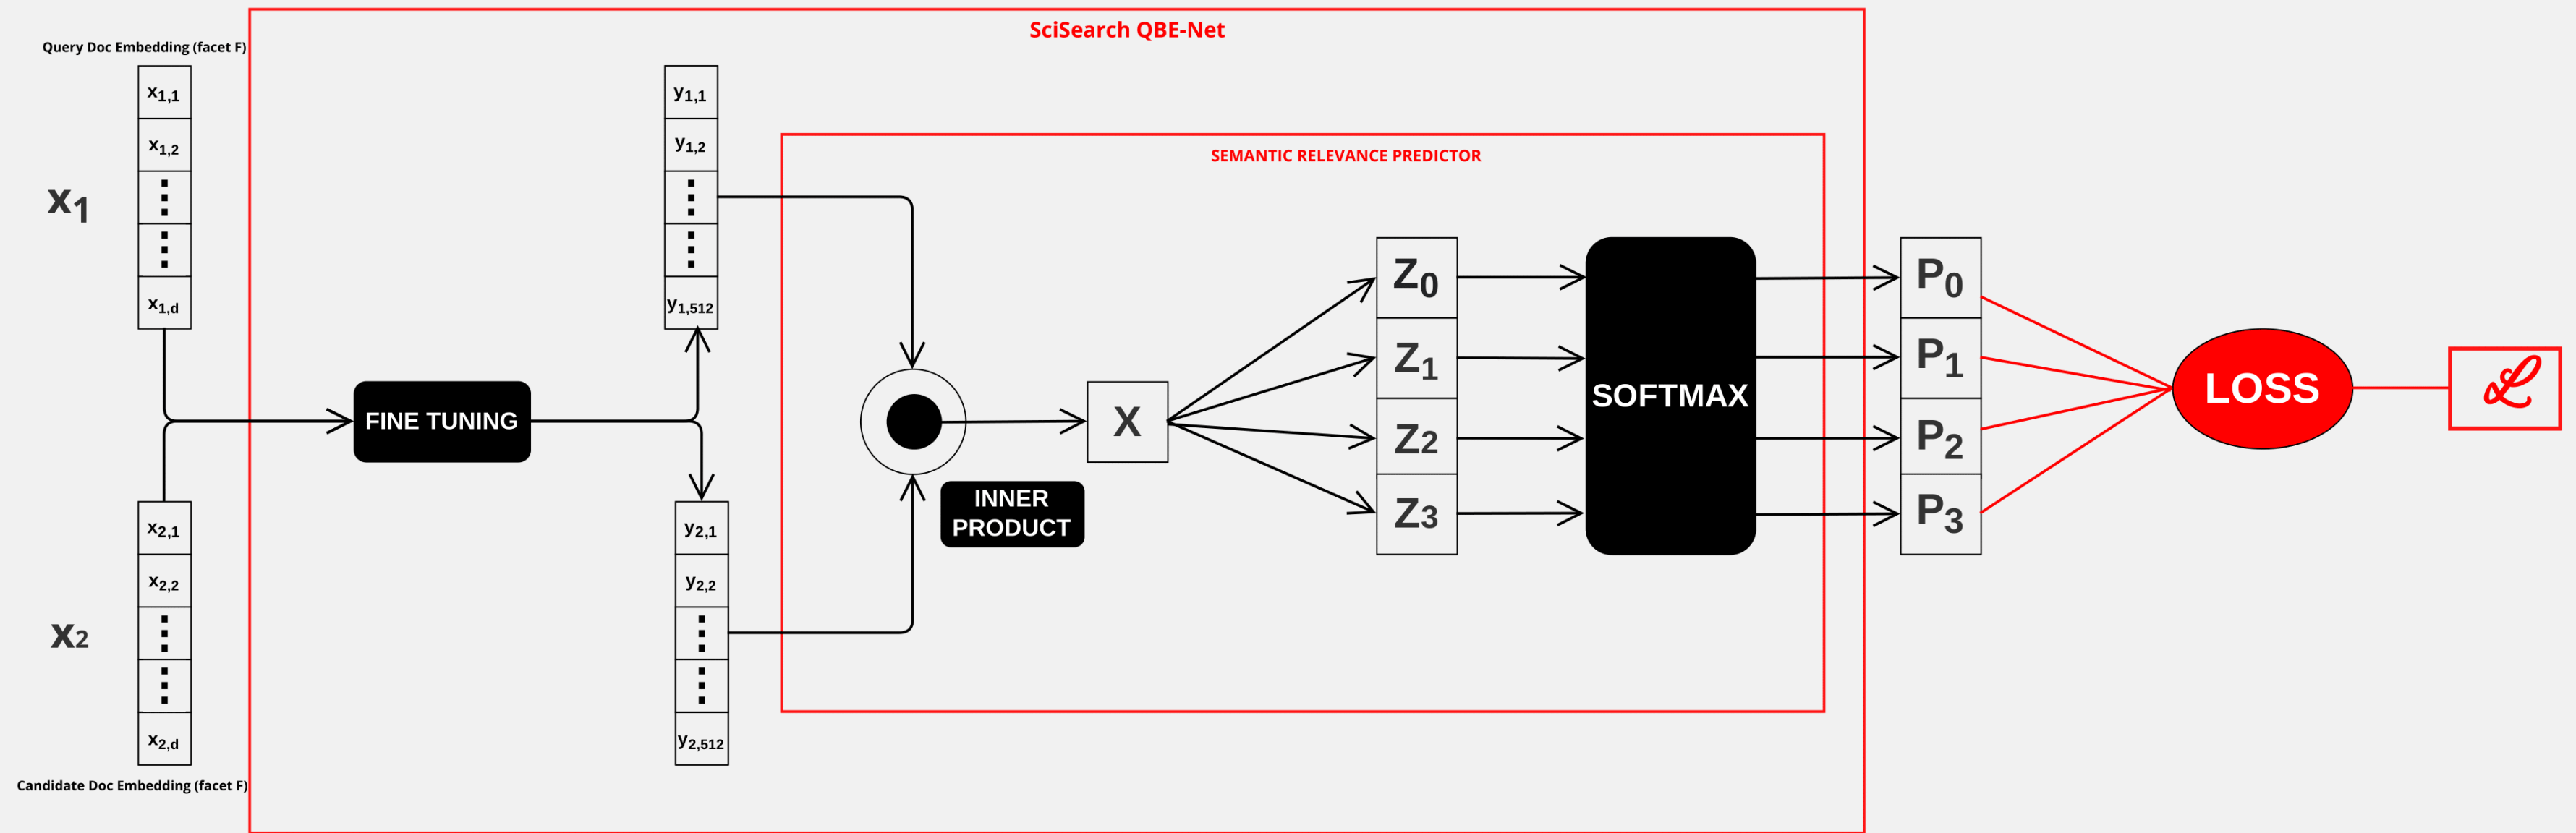 SciSearch QBE-Net
Query Doc Embedding (facet F)
x1,1
x1,2
x1,d
x1
x2,1
x2,2
x2,d
x2
Candidate Doc Embedding (facet F)
FINE TUNING
y1,1
y1,2
y1,512
y2,1
y2,2
y2,512
SEMANTIC RELEVANCE PREDICTOR
INNER
PRODUCT
X
Z0
Z1
Z2
Z3
SOFTMAX
P0
P1
P2
P3
LOSS
ℒ